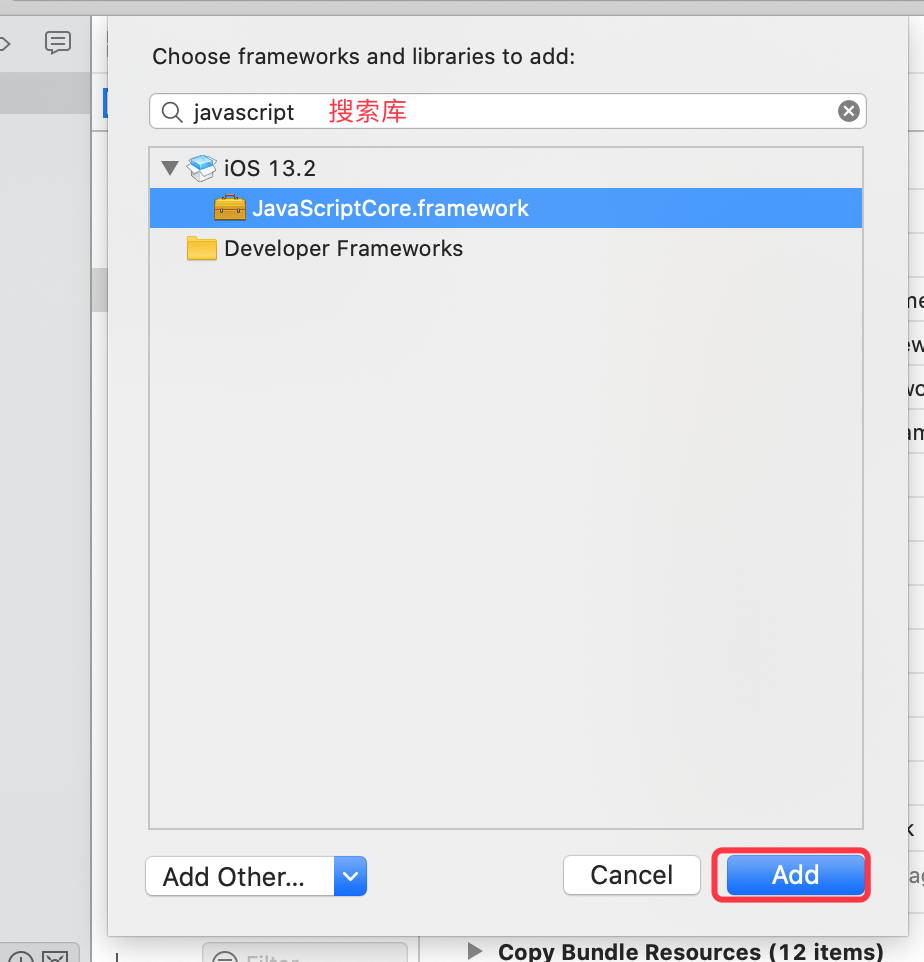 Choose frameworks and libraries to add:
javascript 搜索库
iOS 13.2
JavaScriptCore.framework
Developer Frameworks
Add Other...
Cancel
Add
Filter
Copy Bundle Resources (12 items)